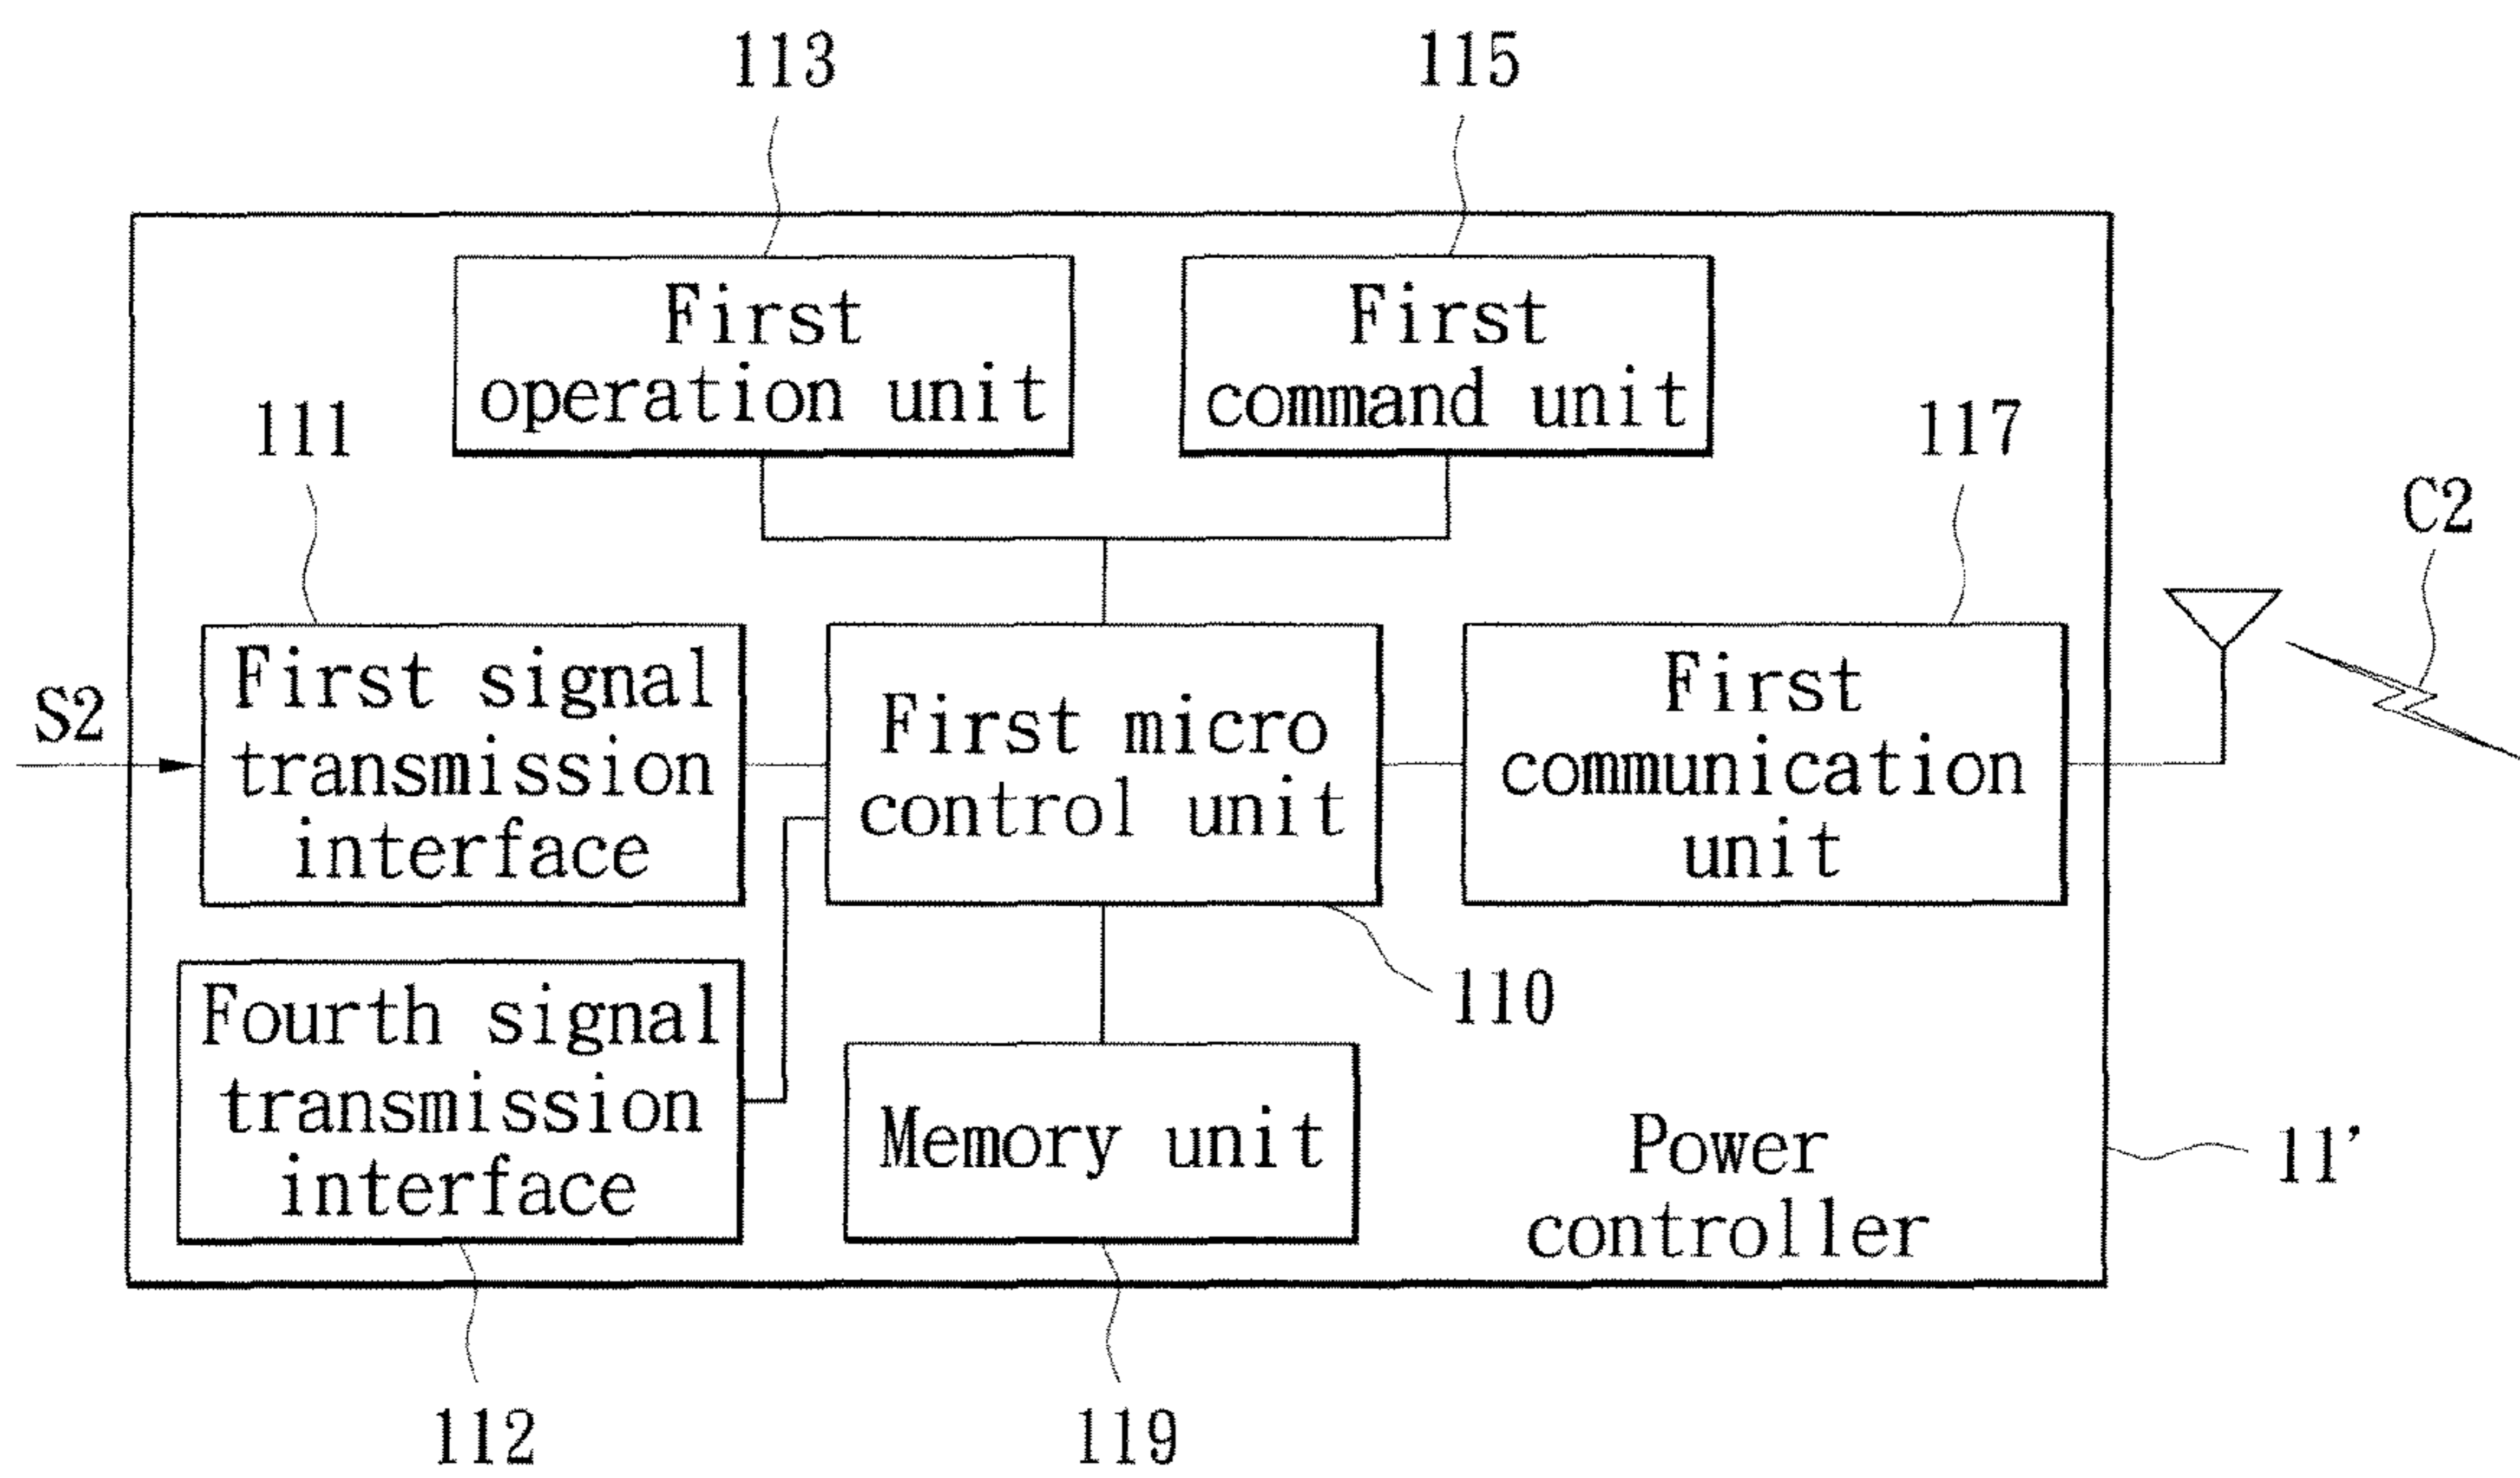 113
115
First
operation unit
First
command unit
111
117
C2
First signal
transmission
interface
S2
First micro
control unit
First
communication
unit
110
Fourth signal
transmission
interface
Memory unit
Power
controller
11’
112
119